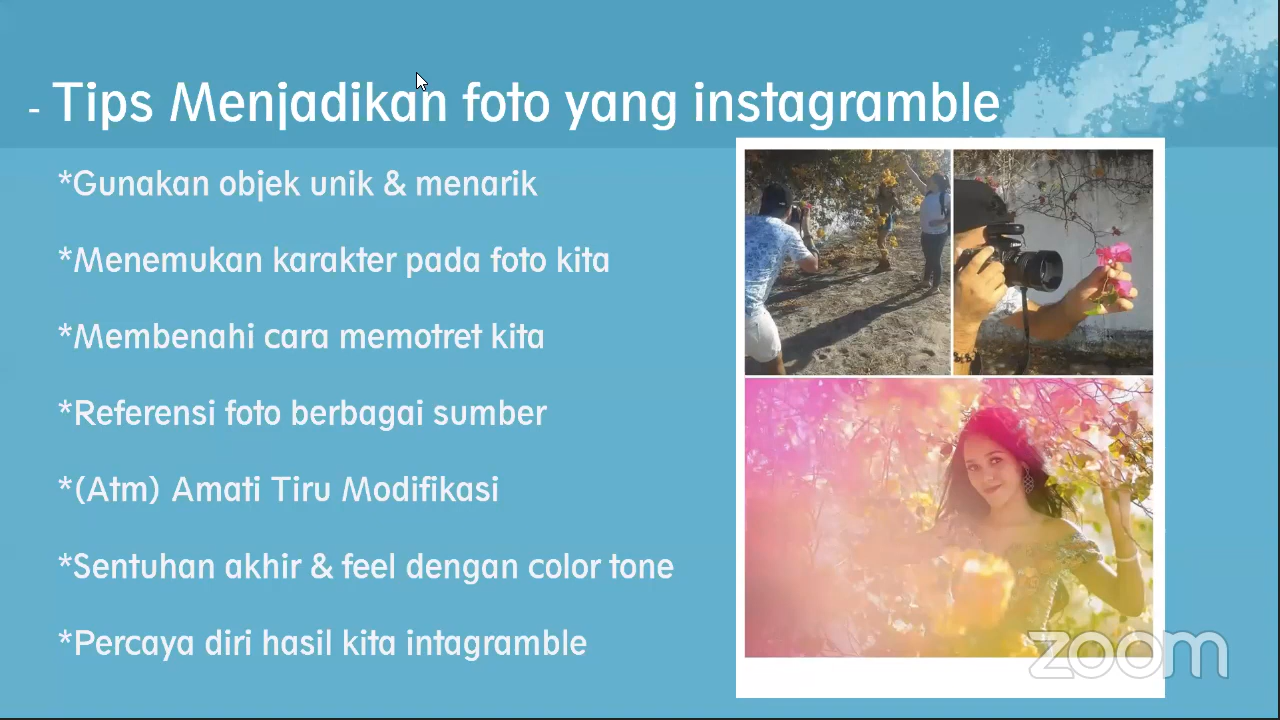 - Tips Menjadikan foto yang instagramble
*Gunakan objek unik & menarik
*Menemukan karakter pada foto kita
*Membenahi cara memotret kita
*Referensi foto berbagai sumber
*(Atm) Amati Tiru Modifikasi
*Sentuhan akhir & feel dengan color tone
*Percaya diri hasil kita intagramble
zoom